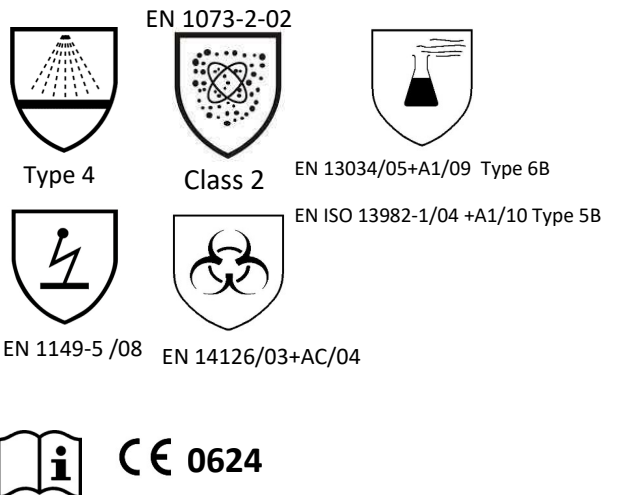 EN 1073-2-02
Type 4
Class 2
EN 13034/05+A1/09  Type 6B
EN ISO 13982-1/04 +A1/10 Type 5B
EN 1149-5 /08
EN 14126/03+AC/04
i
CE 0624